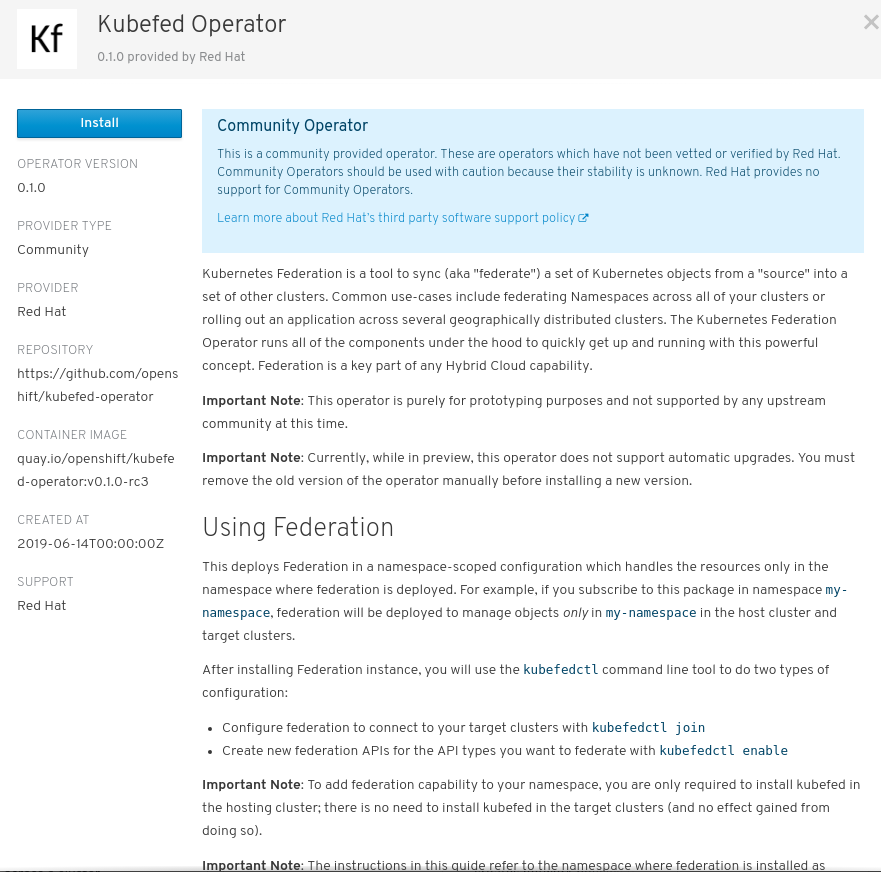 Kf
Kubefed Operator
0.1.0 provided by Red Hat
Install
OPERATOR VERSION
0.1.0
PROVIDER TYPE
Community
PROVIDER
Red Hat
REPOSITORY
https://github.com/opens
hift/kubefed-operator
CONTAINER IMAGE
quay.io/openshift/kubefe
d-operator:v0.1.0-rc3
CREATED AT
2019-06-14T00:00:00Z
SUPPORT
Red Hat
Community Operator
This is a community provided operator. These are operators which have not been vetted or verified by Red Hat.
Community Operators should be used with caution because their stability is unknown. Red Hat provides no
support for Community Operators.
Learn more about Red Hat's third party software support policy
Kubernetes Federation is a tool to sync (aka "federate") a set of Kubernetes objects from a "source" into a
set of other clusters. Common use-cases include federating Namespaces across all of your clusters or
rolling out an application across several geographically distributed clusters. The Kubernetes Federation
Operator runs all of the components under the hood to quickly get up and running with this powerful
concept. Federation is a key part of any Hybrid Cloud capability.
Important Note: This operator is purely for prototyping purposes and not supported by any upstream
community at this time.
Important Note: Currently, while in preview, this operator does not support automatic upgrades. You must
remove the old version of the operator manually before installing a new version.
Using Federation
This deploys Federation in a namespace-scoped configuration which handles the resources only in the
namespace where federation is deployed. For example, if you subscribe to this package in namespace my-
namespace, federation will be deployed to manage objects only in my-namespace in the host cluster and
target clusters.
After installing Federation instance, you will use the kubefedctl command line tool to do two types of
configuration:
• Configure federation to connect to your target clusters with kubefedctl join
• Create new federation APIs for the API types you want to federate with kubefedctl enable
Important Note: To add federation capability to your namespace, you are only required to install kubefed in
the hosting cluster; there is no need to install kubefed in the target clusters (and no effect gained from
doing so).
Important Note: The instructions in this guide refer to the namespace where federation is installed as